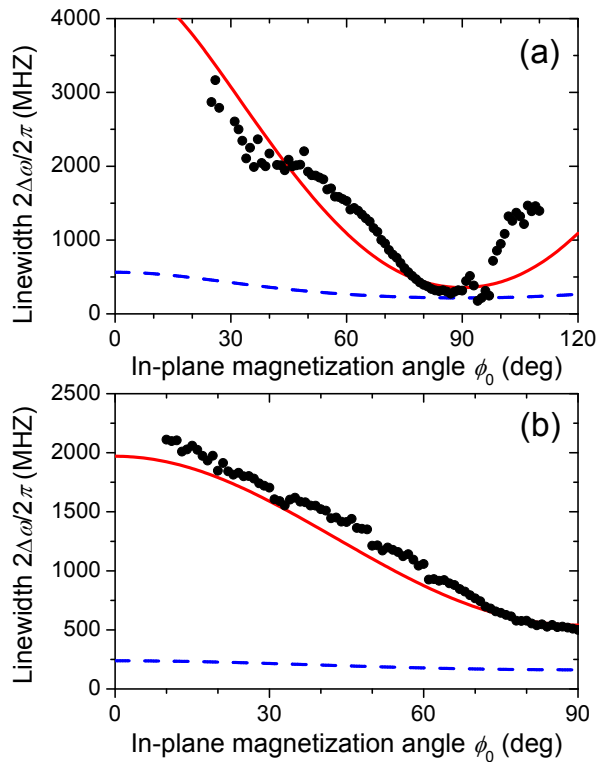 (a)
Linewidth 2Δω/2π (MHZ)
4000
3000
2000
1000
0
0 30 60 90 120
In-plane magnetization angle ϕ₀ (deg)
(b)
Linewidth 2Δω/2π (MHZ)
2500
2000
1500
1000
500
0
0 30 60 90
In-plane magnetization angle ϕ₀ (deg)